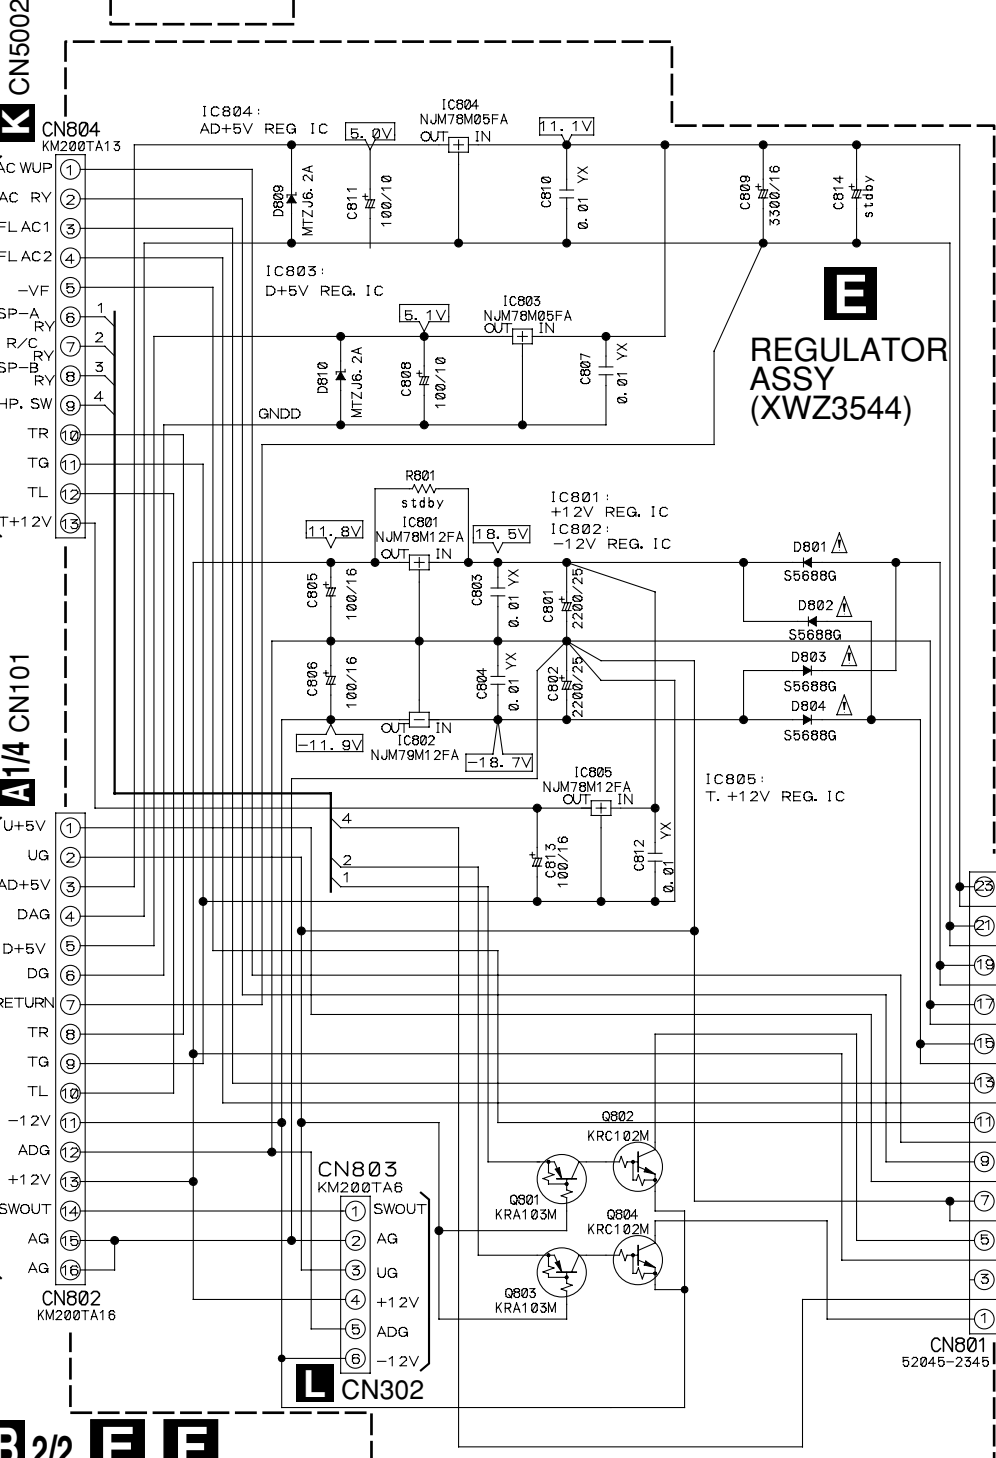 CN5002
K
CN804
KM200TA13
AC WUP 1
AC RY 2
FL AC1 3
FL AC2 4
-VF 5
SP-A RY 6
R/C RY 7
SP-B RY 8
HP. SW 9
TR 10
TG 11
TL 12
T+12V 13
1
2
3
4
IC804:
AD+5V REG IC
5.0V
IC804
NJM78M05FA
OUT IN
11.1V
D809
MTZJ6.2A
C811
100/10
C810
0.01 YX
C809
3300/16
C814
stdby
IC803:
D+5V REG. IC
5.1V
IC803
NJM78M05FA
OUT IN
D810
MTZJ6.2A
C808
100/10
C807
0.01 YX
GNDD
E
REGULATOR
ASSY
(XWZ3544)
R801
stdby
11.8V
IC801
NJM78M12FA
OUT IN
18.5V
IC801:
+12V REG. IC
IC802:
-12V REG. IC
C805
100/16
C803
0.01 YX
C801
2200/25
C806
100/16
C804
0.01 YX
C802
2200/25
D801
S5688G
D802
S5688G
D803
S5688G
D804
S5688G
-11.9V
OUT IN
IC802
NJM79M12FA
-18.7V
IC805
NJM78M12FA
OUT IN
IC805:
T.+12V REG. IC
C813
100/16
C812
0.01 YX
A 1/4 CN101
U+5V 1
UG 2
AD+5V 3
DAG 4
D+5V 5
DG 6
RETURN 7
TR 8
TG 9
TL 10
-12V 11
ADG 12
+12V 13
SWOUT 14
AG 15
AG 16
CN802
KM200TA16
4
2
1
CN803
KM200TA6
1 SWOUT
2 AG
3 UG
4 +12V
5 ADG
6 -12V
L CN302
Q802
KRC102M
Q801
KRA103M
Q804
KRC102M
Q803
KRA103M
23
21
19
17
15
13
11
9
7
5
3
1
CN801
52045-2345
B 2/2